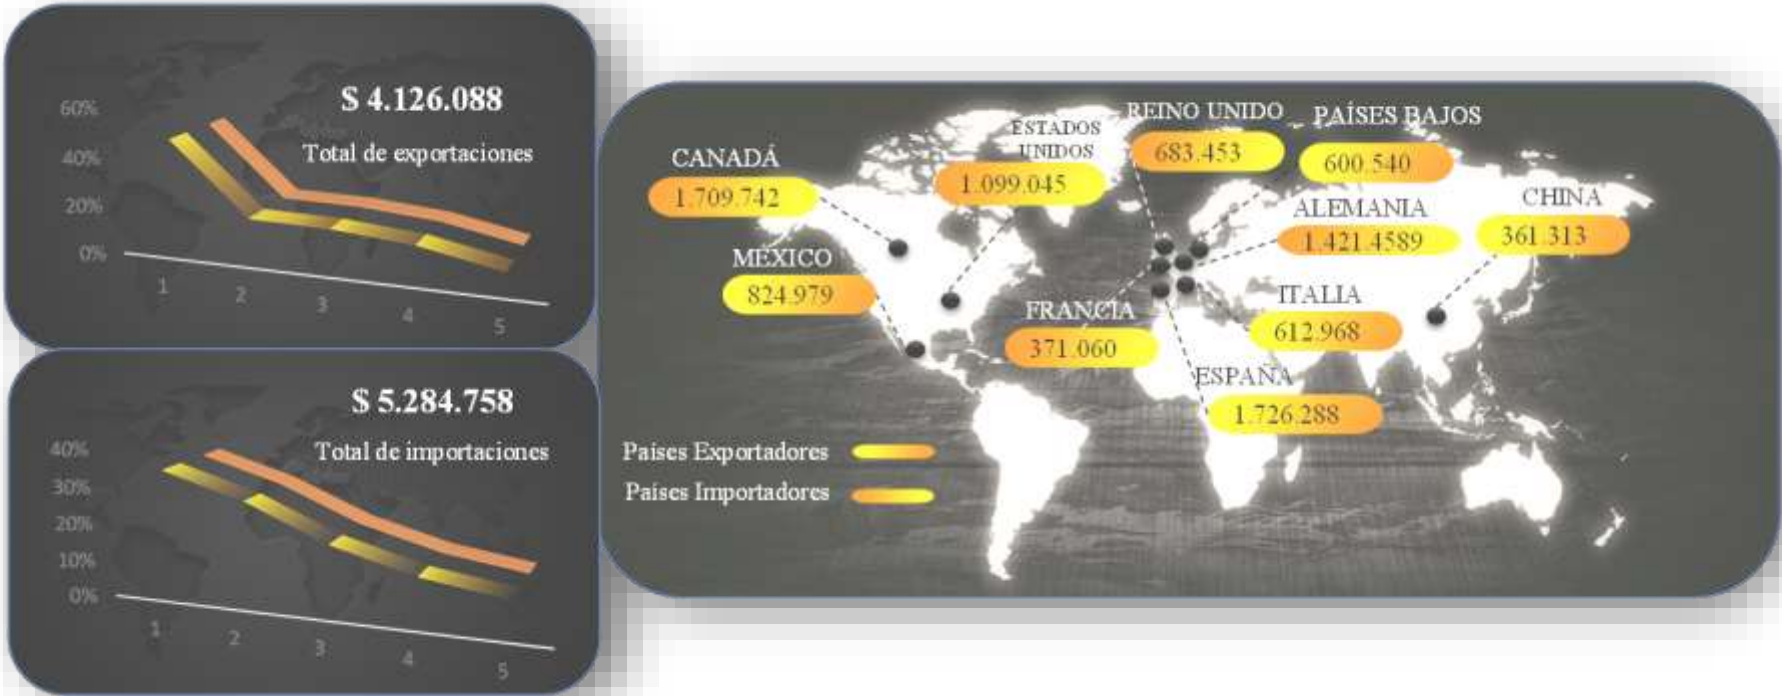 $ 4.126.088
Total de exportaciones
60%
40%
20%
0%
1
2
3
4
5
$ 5.284.758
Total de importaciones
40%
30%
20%
10%
0%
1
2
3
4
5
CANADÁ
1.709.742
ESTADOS
UNIDOS
1.099.045
REINO UNIDO
683.453
PAÍSES BAJOS
600.540
MÉXICO
824.979
ALEMANIA
1.421.4589
CHINA
361.313
FRANCIA
371.060
ITALIA
612.968
ESPAÑA
1.726.288
Países Exportadores
Países Importadores